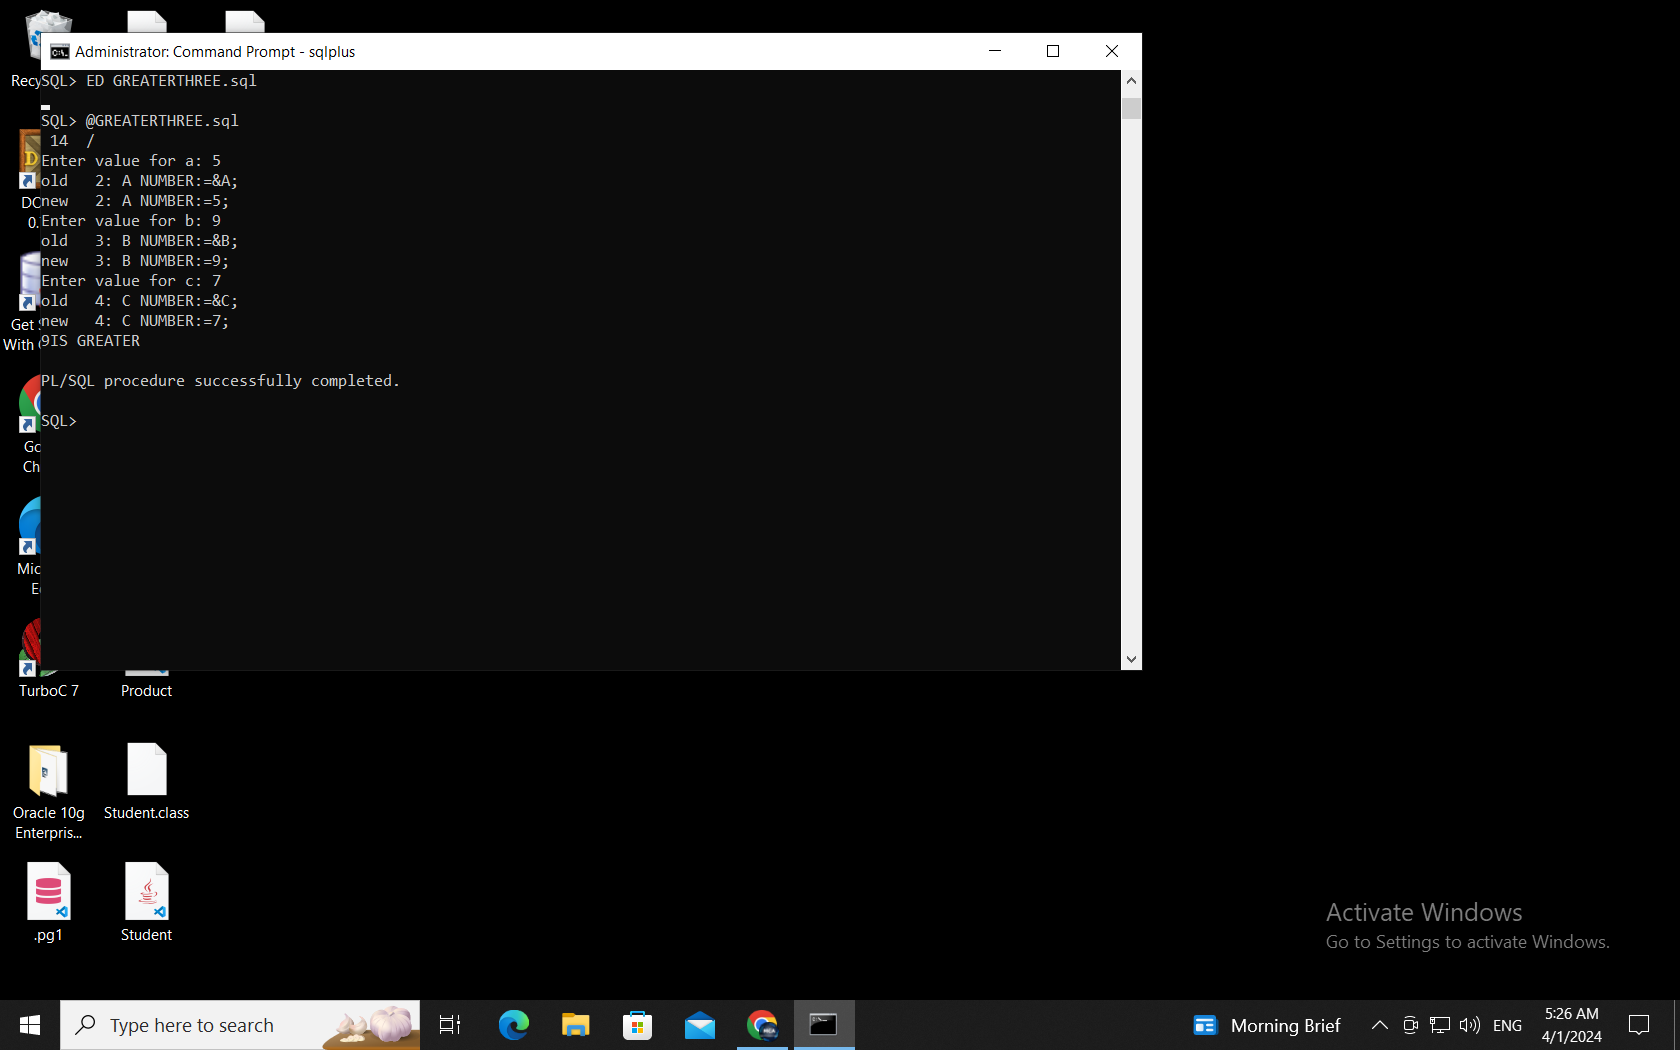 Administrator: Command Prompt - sqlplus
SQL> ED GREATERTHREE.sql
SQL> @GREATERTHREE.sql
 14  /
Enter value for a: 5
old   2: A NUMBER:=&A;
new   2: A NUMBER:=5;
Enter value for b: 9
old   3: B NUMBER:=&B;
new   3: B NUMBER:=9;
Enter value for c: 7
old   4: C NUMBER:=&C;
new   4: C NUMBER:=7;
9IS GREATER
PL/SQL procedure successfully completed.
SQL>
Recy
DO
0.
Get
With
Go
Ch
Mic
E
TurboC 7
Product
Oracle 10g
Enterpris...
Student.class
.pg1
Student
Activate Windows
Go to Settings to activate Windows.
Type here to search
Morning Brief
ENG
5:26 AM
4/1/2024